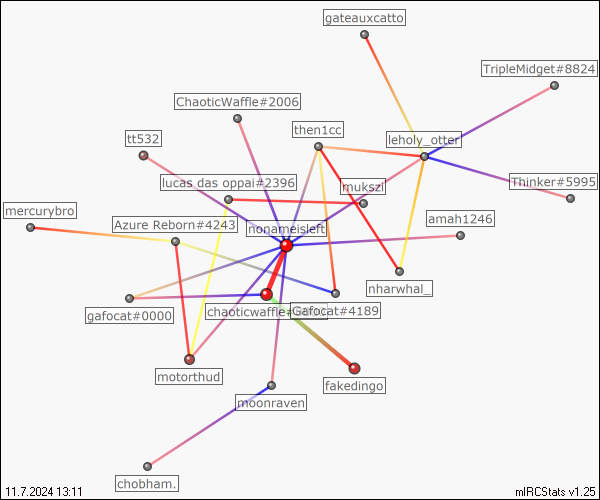 gateauxcatto
TripleMidget#8824
ChaoticWaffle#2006
then1cc
tt532
leholy_otter
lucas das oppai#2396
mukszi
Thinker#5995
mercurybro
amah1246
Azure Reborn#4243
nonameisleft
nharwhal_
gafocat#0000
chaoticwaffle#
Gafocat#4189
motorthud
fakedingo
moonraven
chobham.
11.7.2024 13:11
mIRCStats v1.25